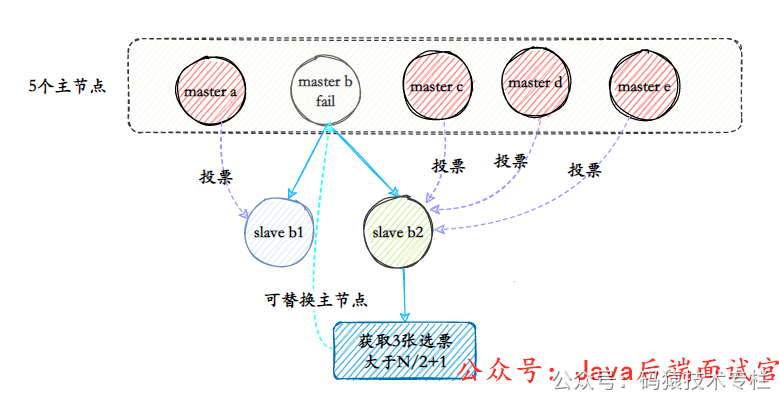 5个主节点
master a
master b
fail
master c
master d
master e
投票
投票
投票
投票
slave b1
slave b2
可替换主节点
获取3张选票
大于N/2+1
公众号：Java后端面试官
公众号：码猿技术专栏